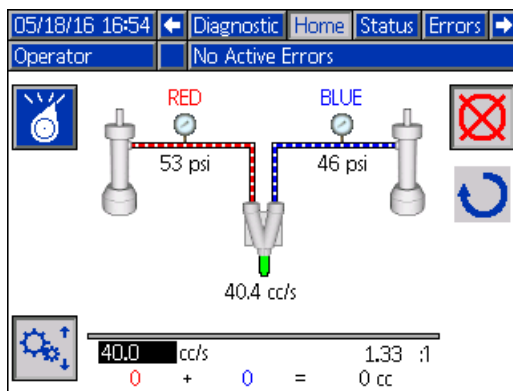 05/18/16 16:54 Diagnostic Home Status Errors
Operator No Active Errors
RED BLUE
53 psi 46 psi
40.4 cc/s
40.0 cc/s 1.33 :1
0 + 0 = 0 cc